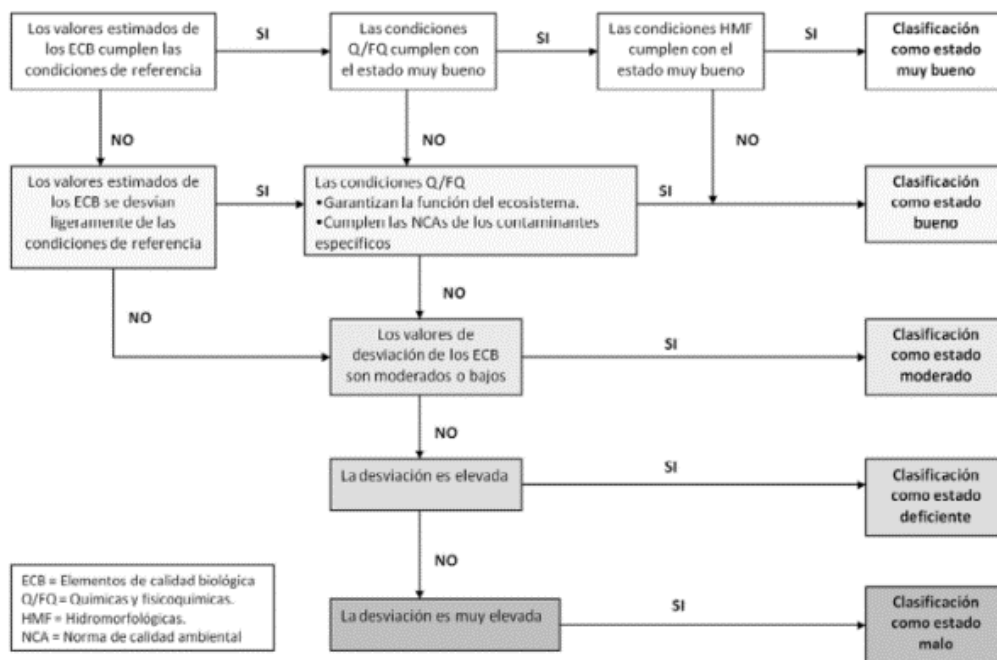 Los valores estimados de
los ECB cumplen las
condiciones de referencia
SI
Las condiciones
Q/FQ cumplen con
el estado muy bueno
SI
Las condiciones HMF
cumplen con el
estado muy bueno
SI
Clasificación
como estado
muy bueno
NO
NO
NO
Los valores estimados de
los ECB se desvían
ligeramente de las
condiciones de referencia
SI
Las condiciones Q/FQ
•Garantizan la función del ecosistema.
•Cumplen las NCAs de los contaminantes
específicos
SI
Clasificación
como estado
bueno
NO
NO
Los valores de
desviación de los ECB
son moderados o bajos
SI
Clasificación
como estado
moderado
NO
La desviación es elevada
SI
Clasificación
como estado
deficiente
NO
La desviación es muy elevada
SI
Clasificación
como estado
malo
ECB = Elementos de calidad biológica
Q/FQ = Químicas y fisicoquímicas.
HMF = Hidromorfológicas.
NCA = Norma de calidad ambiental